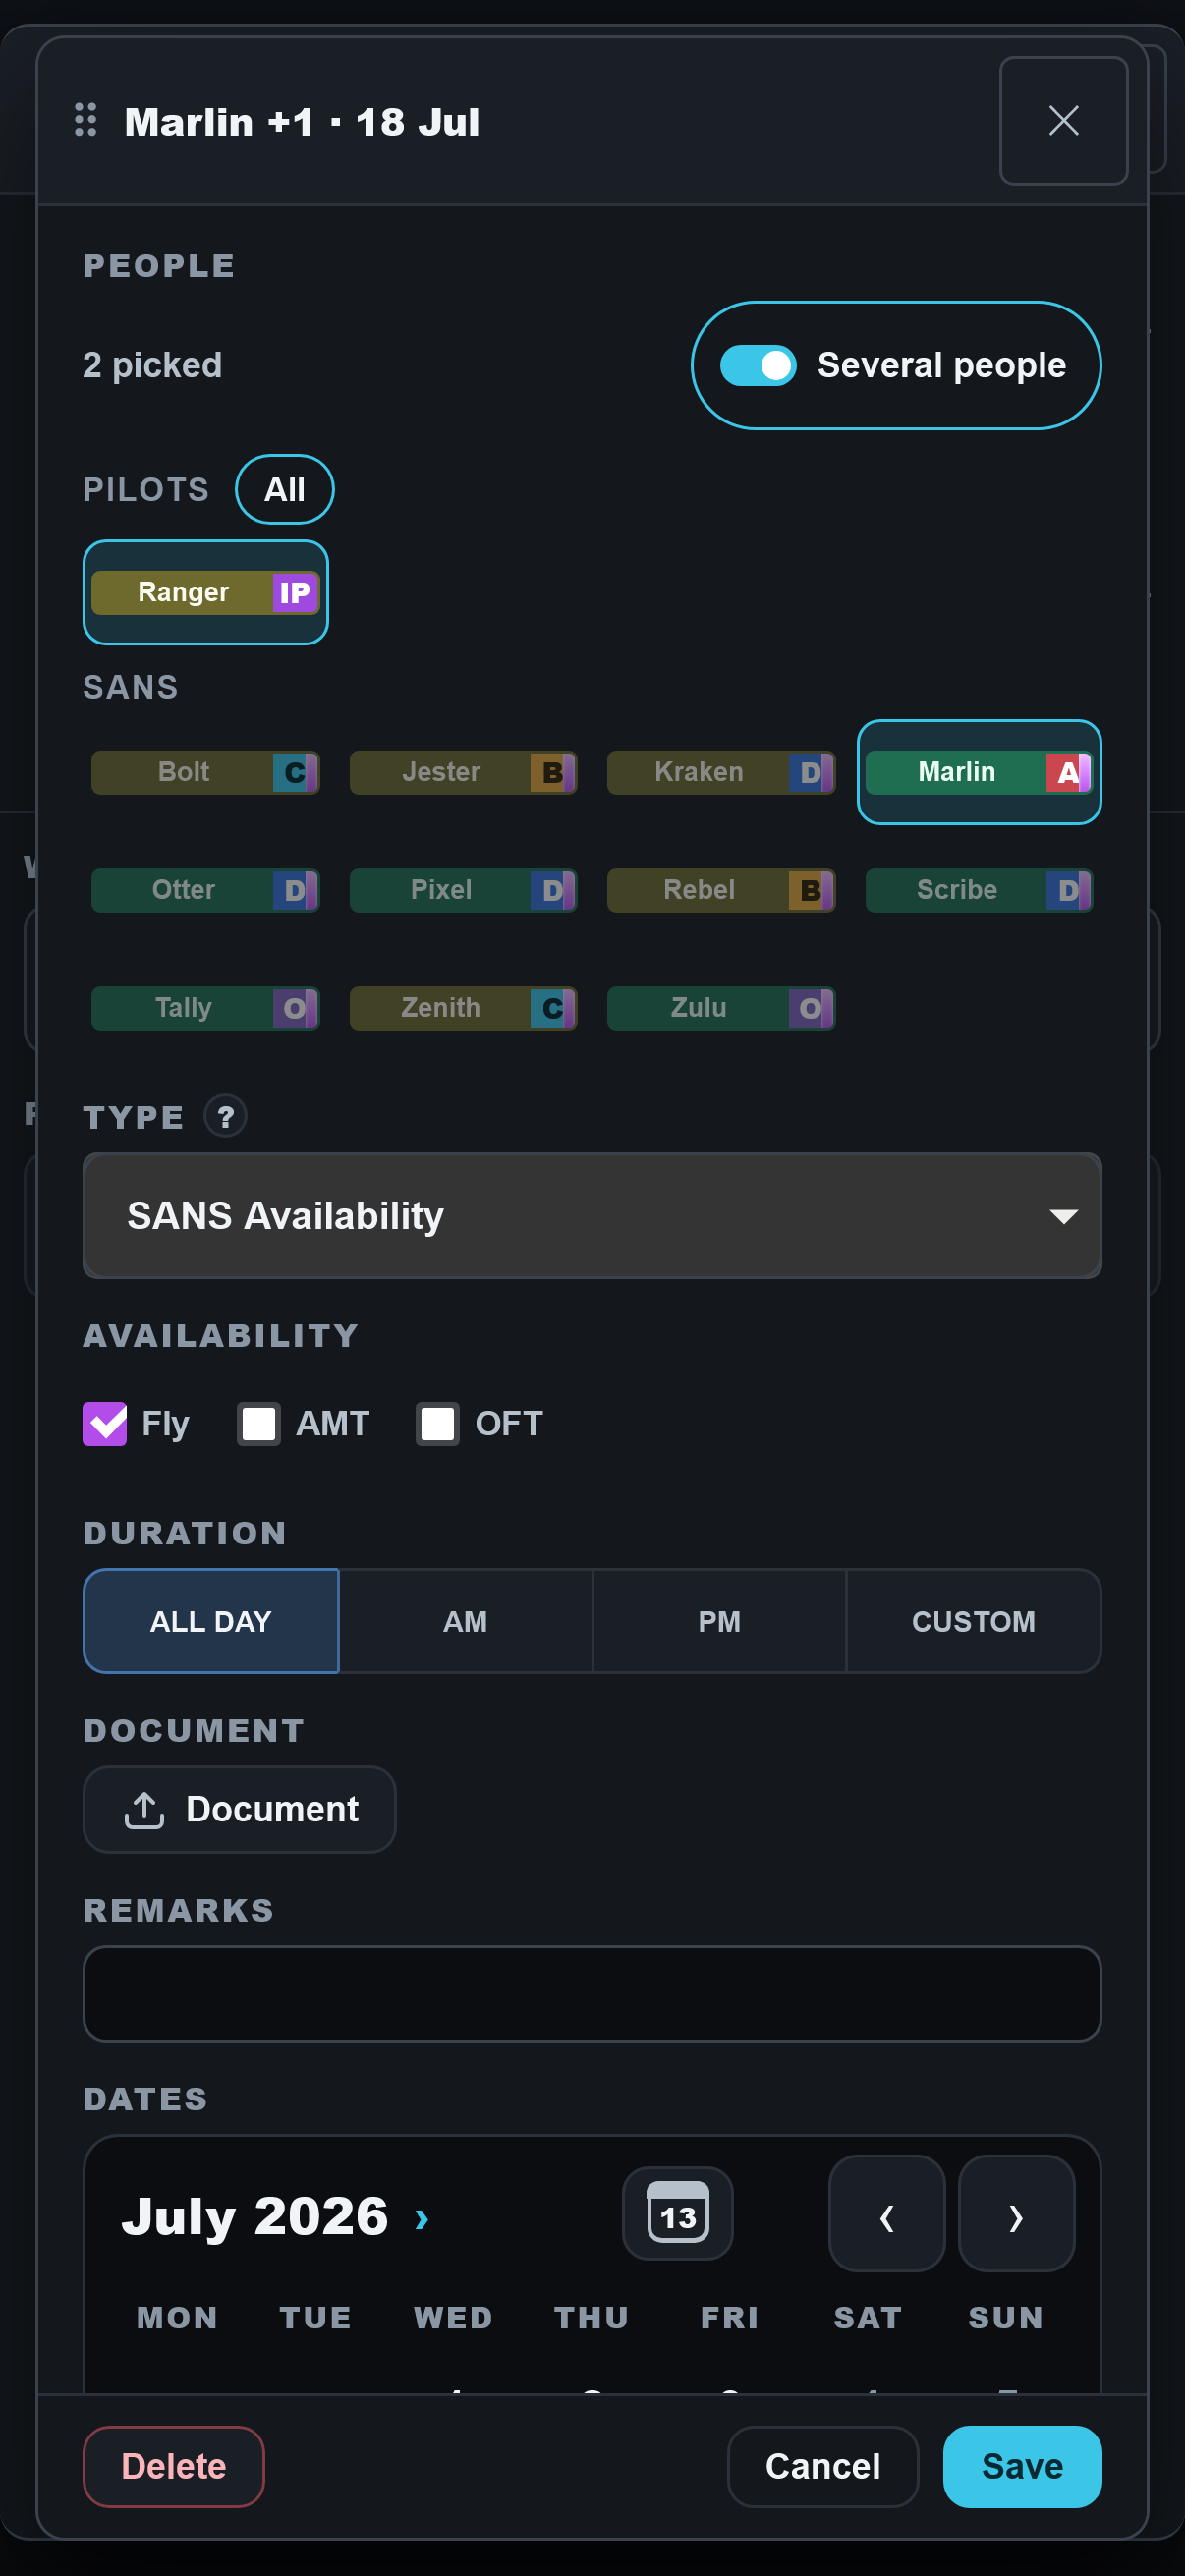 Marlin +1 · 18 Jul
PEOPLE
2 picked
Several people
PILOTS All
Ranger IP
SANS
Bolt C Jester B Kraken D Marlin A
Otter D Pixel D Rebel B Scribe D
Tally O Zenith C Zulu O
TYPE ?
SANS Availability
AVAILABILITY
Fly AMT OFT
DURATION
ALL DAY AM PM CUSTOM
DOCUMENT
Document
REMARKS
DATES
July 2026 › 13 ‹ ›
MON TUE WED THU FRI SAT SUN
Delete Cancel Save